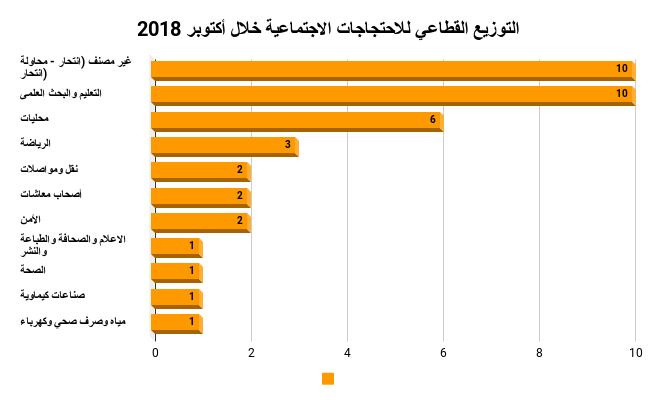 التوزيع القطاعي للاحتجاجات الاجتماعية خلال أكتوبر 2018
غير مصنف (انتحار - محاولة
انتحار)
10
التعليم والبحث العلمى
10
محليات
6
الرياضة
3
نقل ومواصلات
2
أصحاب معاشات
2
الأمن
2
الاعلام والصحافة والطباعة
والنشر
1
الصحة
1
صناعات كيماوية
1
مياه وصرف صحي وكهرباء
1
0 2 4 6 8 10